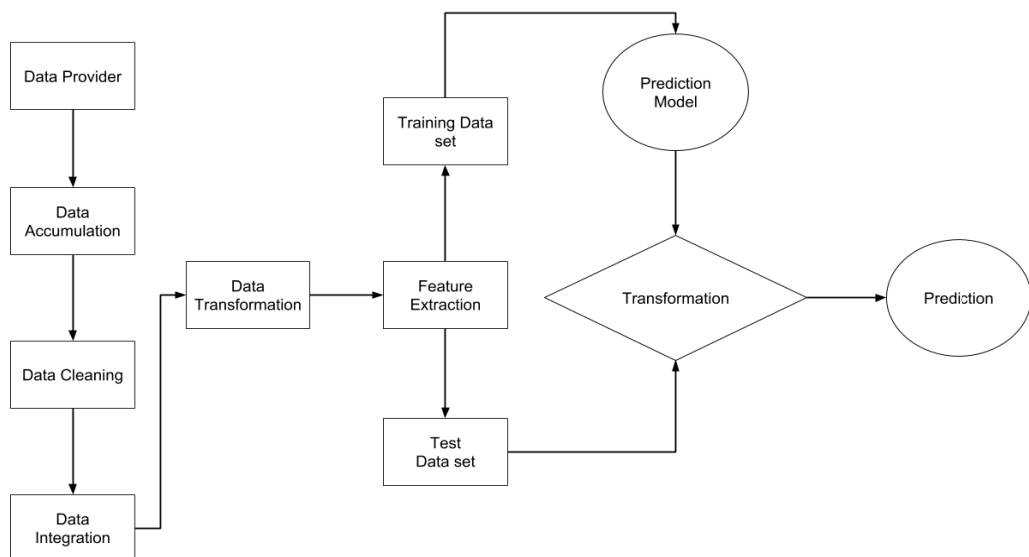 Data Provider
Data
Accumulation
Data Cleaning
Data
Integration
Data
Transformation
Feature
Extraction
Training Data
set
Test
Data set
Prediction
Model
Transformation
Prediction